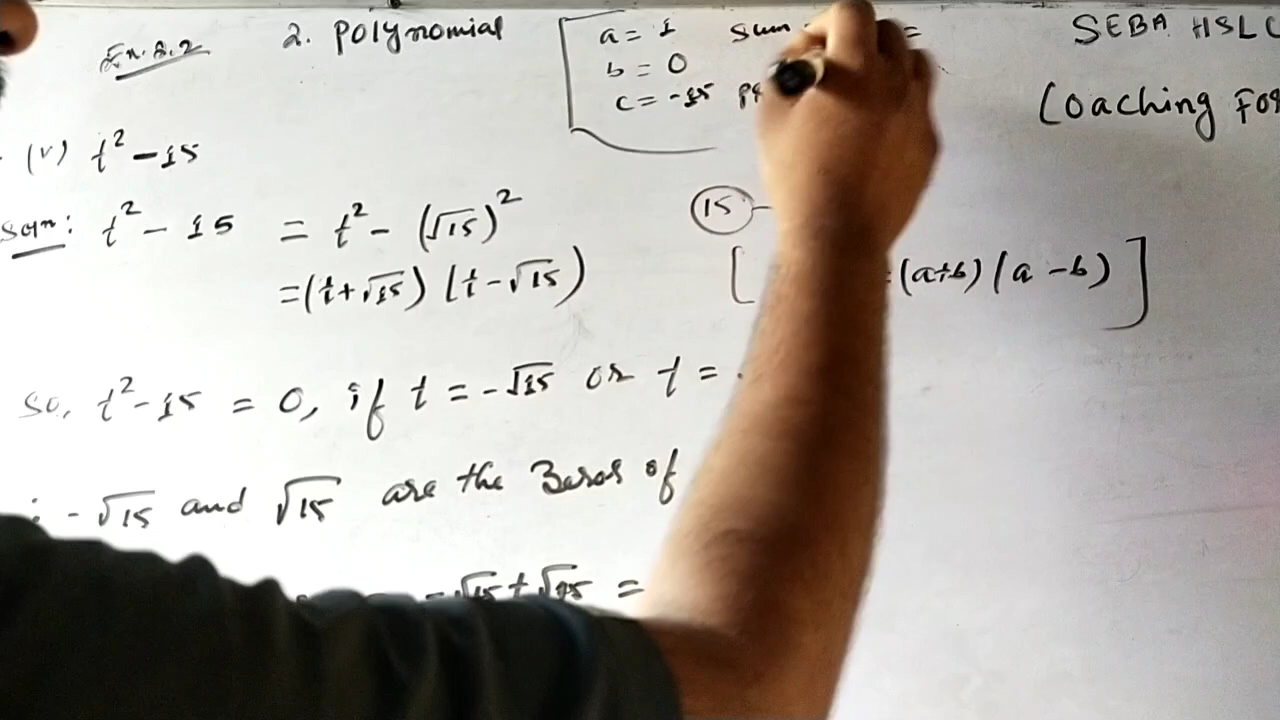 Ex. 2.2
2. Polynomial
a = 1 sum =
b = 0
c = -15
SEBA HSLC
Coaching For
(v) t² - 15
Solⁿ: t² - 15 = t² - (√15)²
= (t+√15) (t-√15)
15
[ = (a+b) (a-b) ]
So, t² - 15 = 0, if t = -√15 or t =
-√15 and √15 are the zeros of
-√15 + √15 =